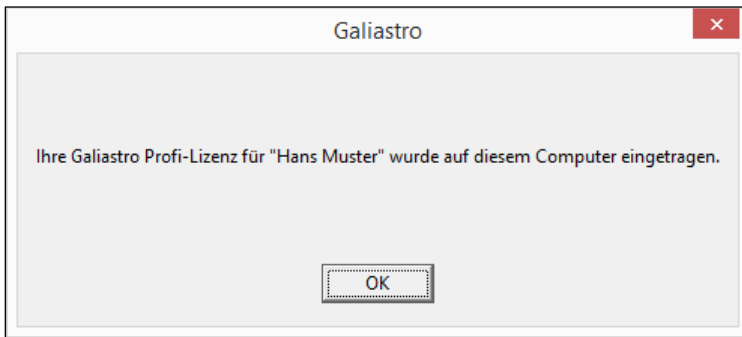 Galiastro
Ihre Galiastro Profi-Lizenz für "Hans Muster" wurde auf diesem Computer eingetragen.
OK